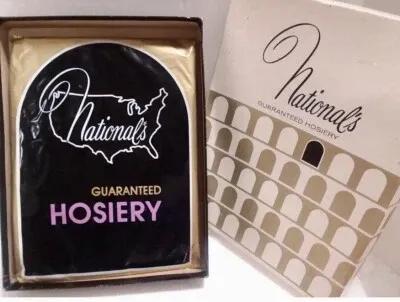 National's
GUARANTEED
HOSIERY
National's
GUARANTEED HOSIERY